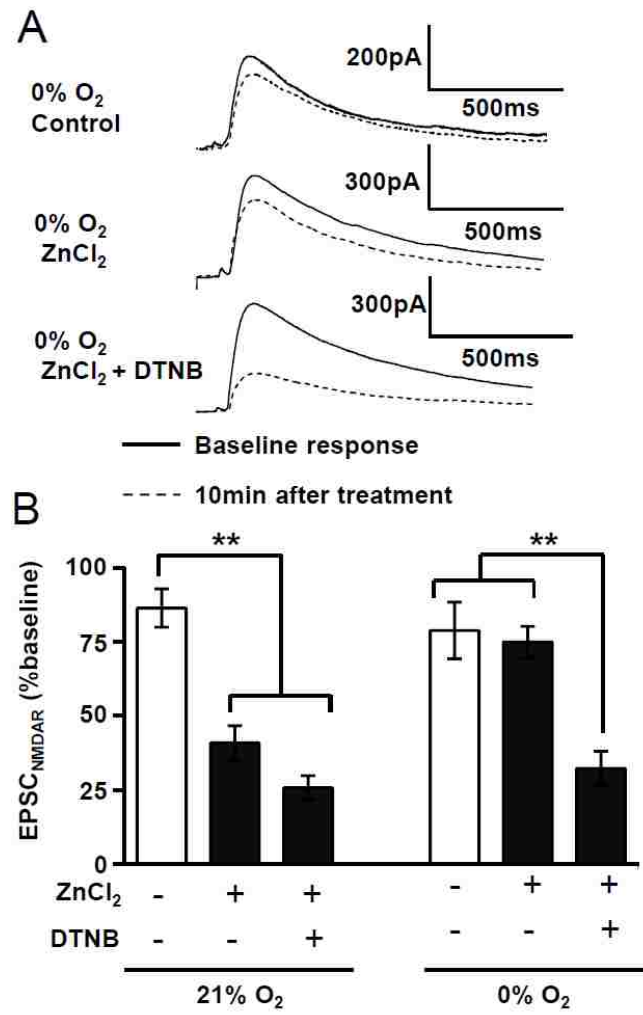 A
0% O₂
Control
200pA
500ms
0% O₂
ZnCl₂
300pA
500ms
0% O₂
ZnCl₂ + DTNB
300pA
500ms
Baseline response
10min after treatment
B
** **
EPSC_NMDAR (%baseline)
100
75
50
25
0
ZnCl₂ - + + - + +
DTNB - - + - - +
21% O₂ 0% O₂